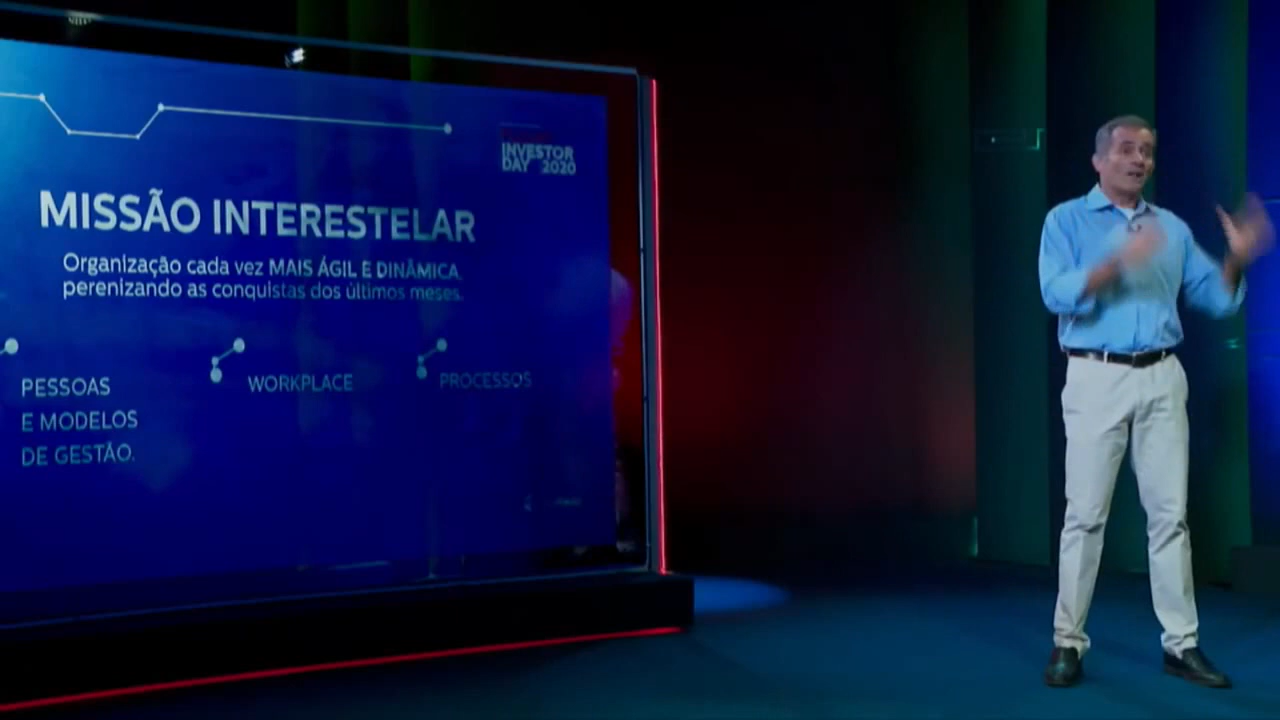 INVESTOR
DAY 2020
MISSÃO INTERESTELAR
Organização cada vez MAIS ÁGIL E DINÂMICA,
perenizando as conquistas dos últimos meses.
PESSOAS
E MODELOS
DE GESTÃO.
WORKPLACE
PROCESSOS